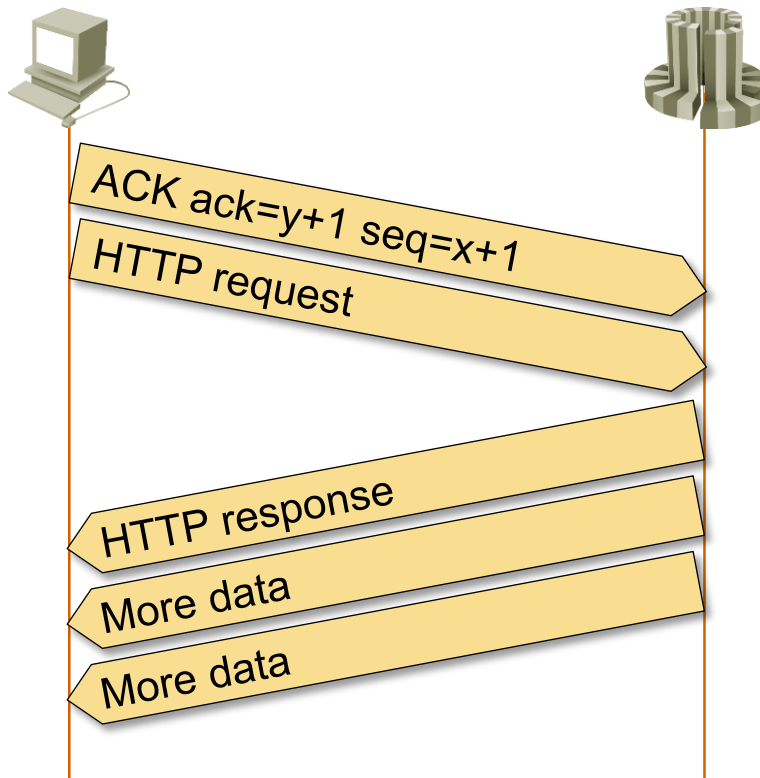 ACK ack=y+1 seq=x+1
HTTP request
HTTP response
More data
More data